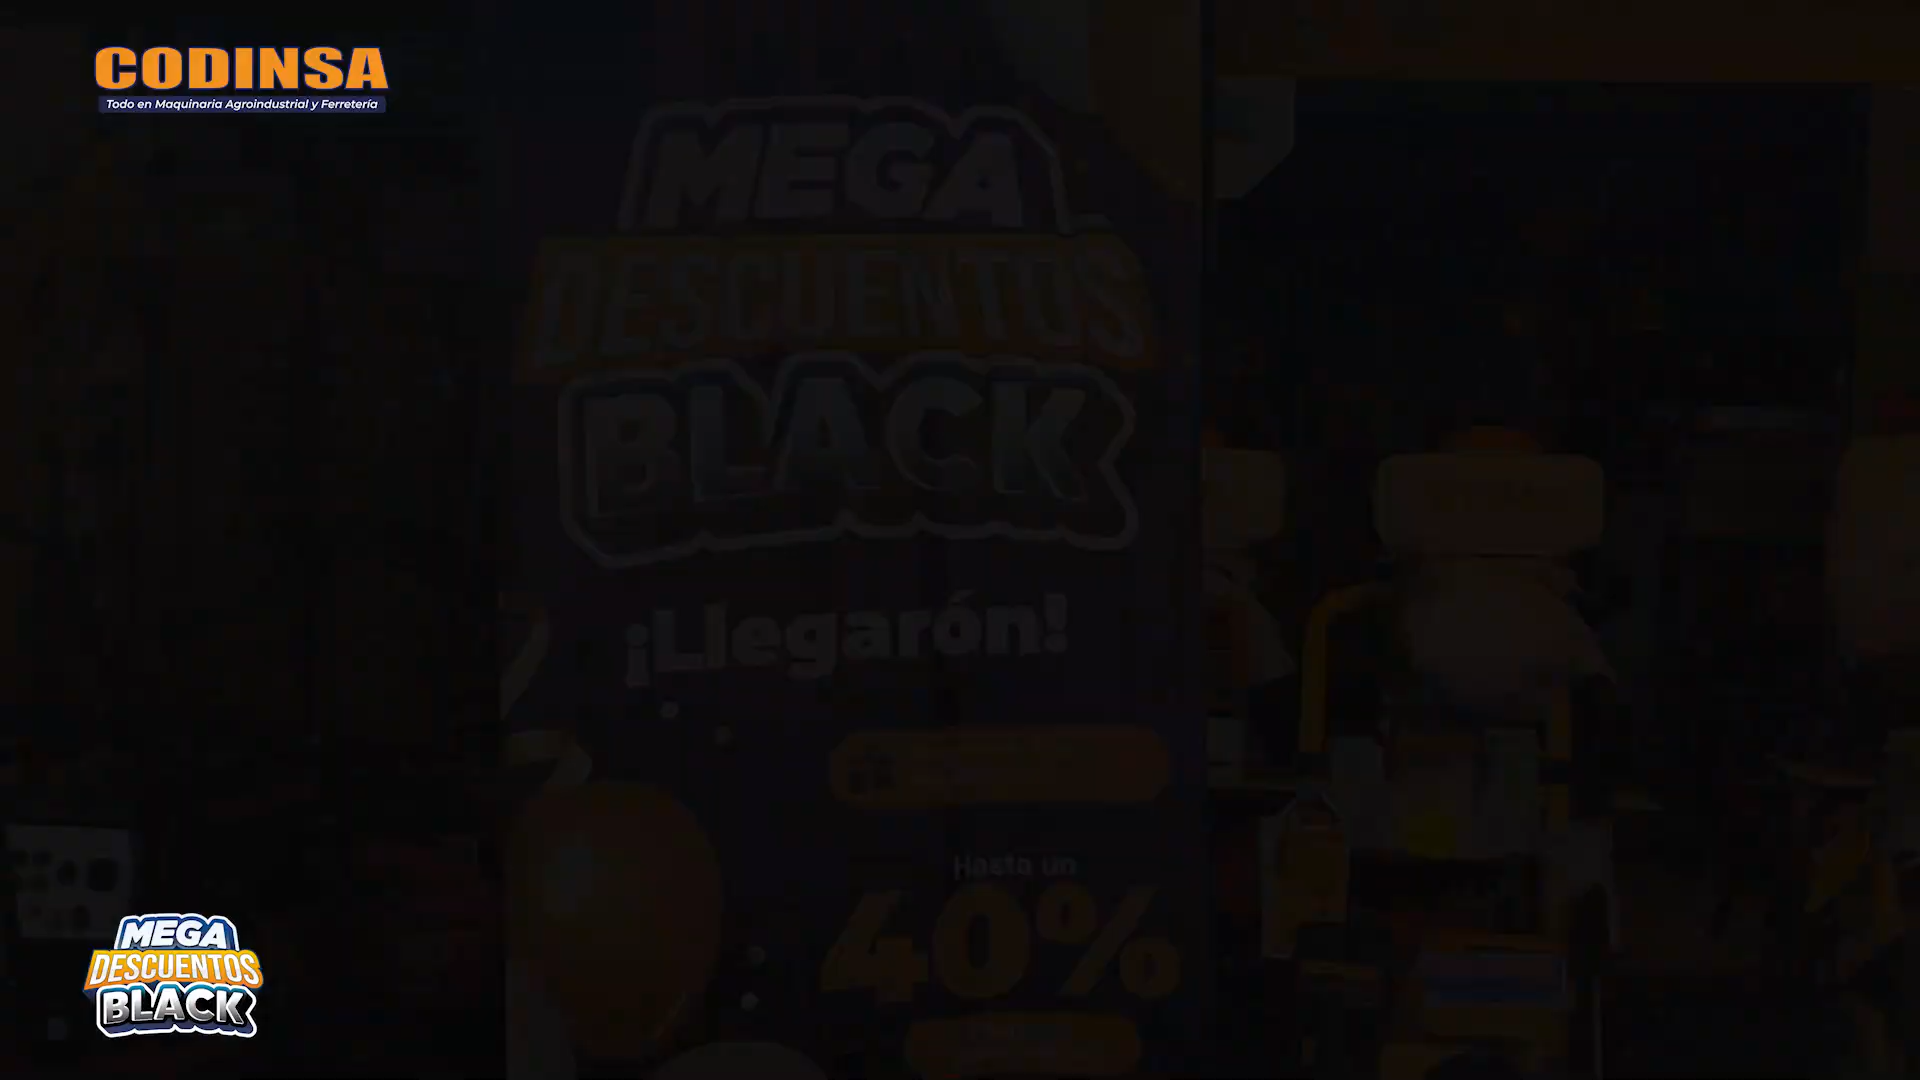 CODINSA
Todo en Maquinaria Agroindustrial y Ferretería
MEGA
DESCUENTOS
BLACK
¡Llegarón!
Hasta un
40%
MEGA
DESCUENTOS
BLACK